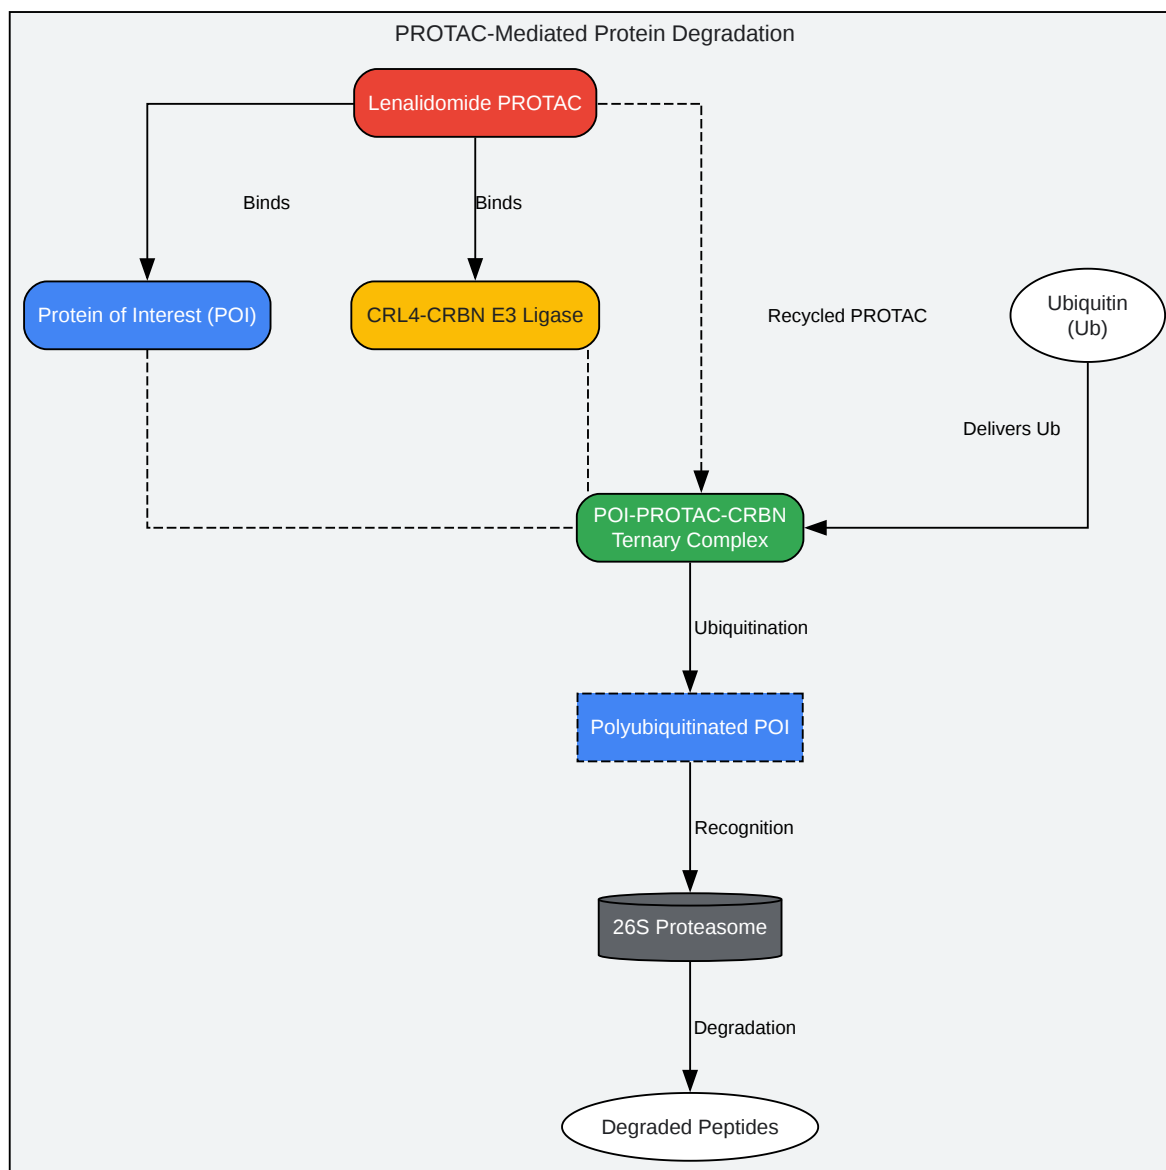 PROTAC-Mediated Protein Degradation
Lenalidomide PROTAC
Binds
Binds
Protein of Interest (POI)
CRL4-CRBN E3 Ligase
Recycled PROTAC
Ubiquitin
(Ub)
Delivers Ub
POI-PROTAC-CRBN
Ternary Complex
Ubiquitination
Polyubiquitinated POI
Recognition
26S Proteasome
Degradation
Degraded Peptides